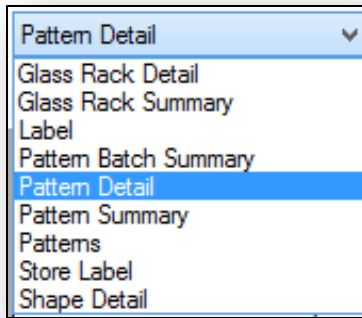 Pattern Detail
Glass Rack Detail
Glass Rack Summary
Label
Pattern Batch Summary
Pattern Detail
Pattern Summary
Patterns
Store Label
Shape Detail